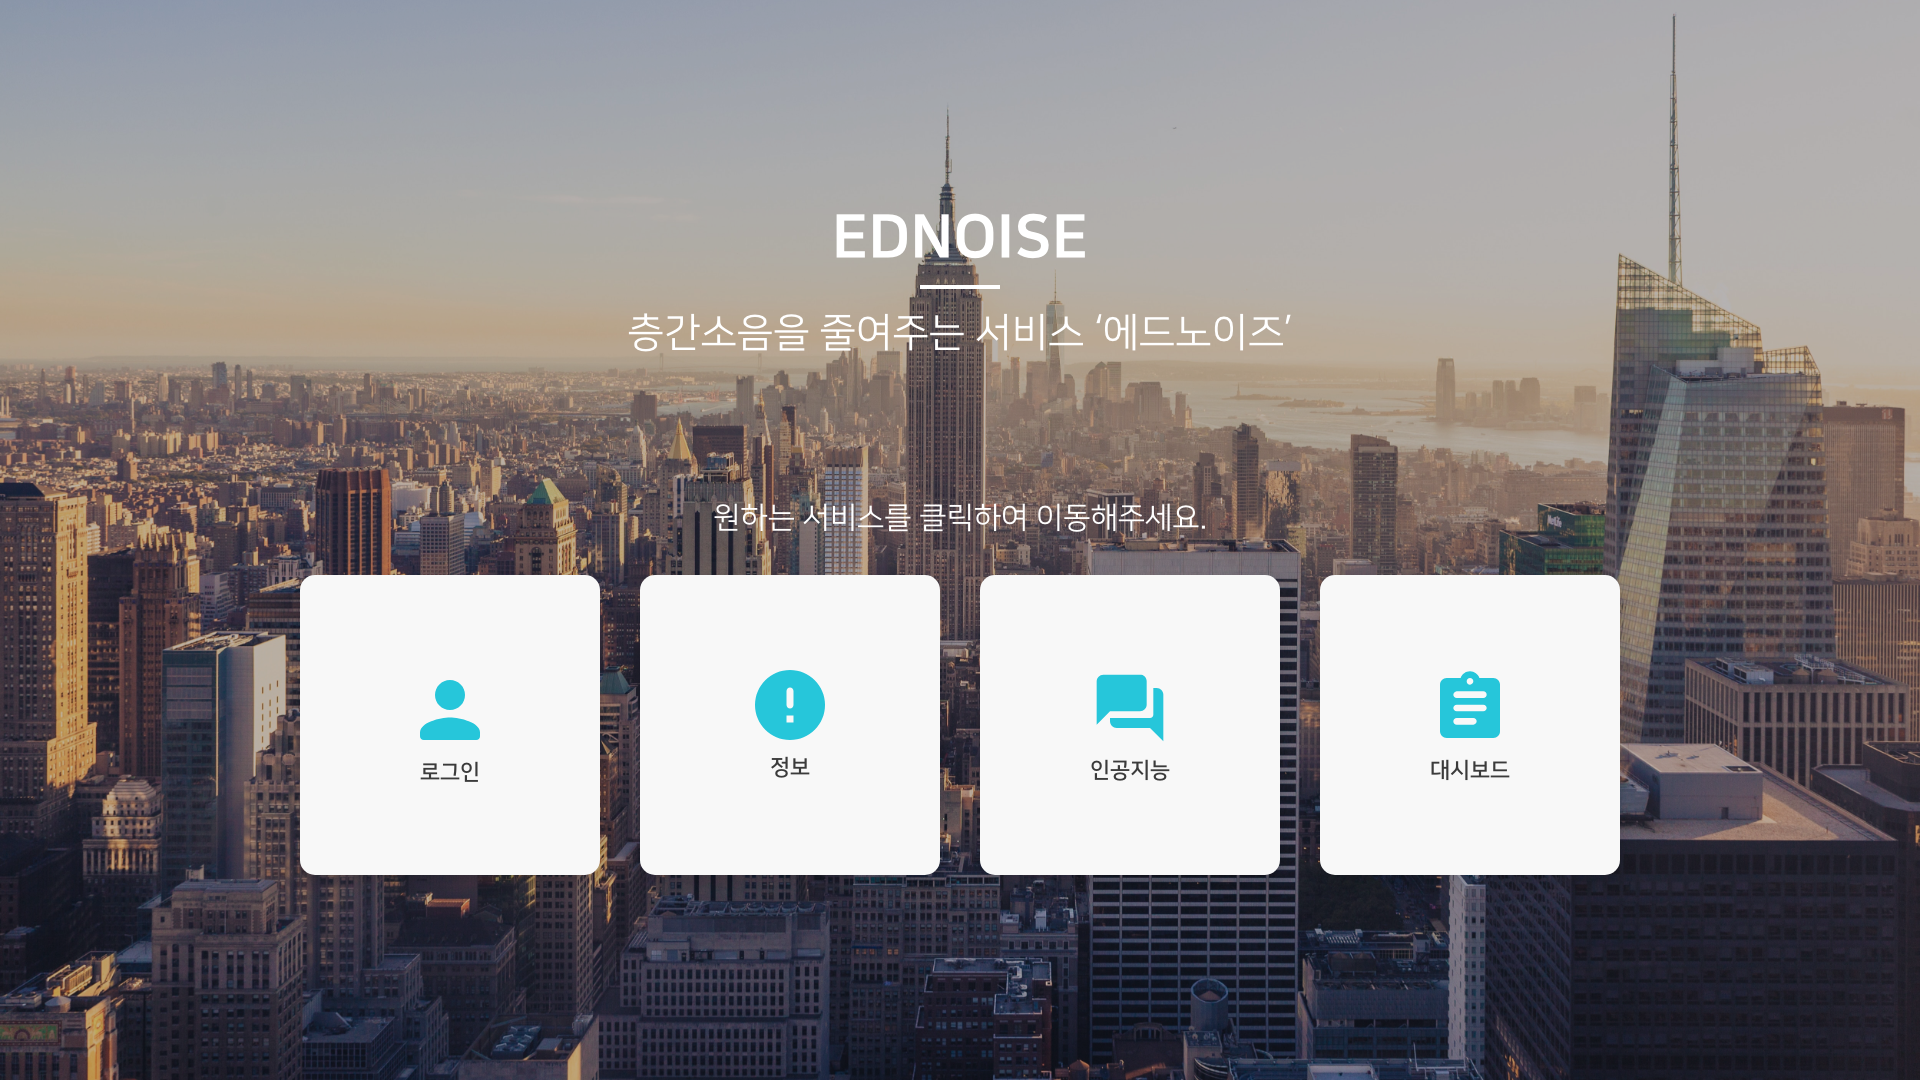 EDNOISE
층간소음을 줄여주는 서비스 ‘에드노이즈’
원하는 서비스를 클릭하여 이동해주세요.
로그인
정보
인공지능
대시보드